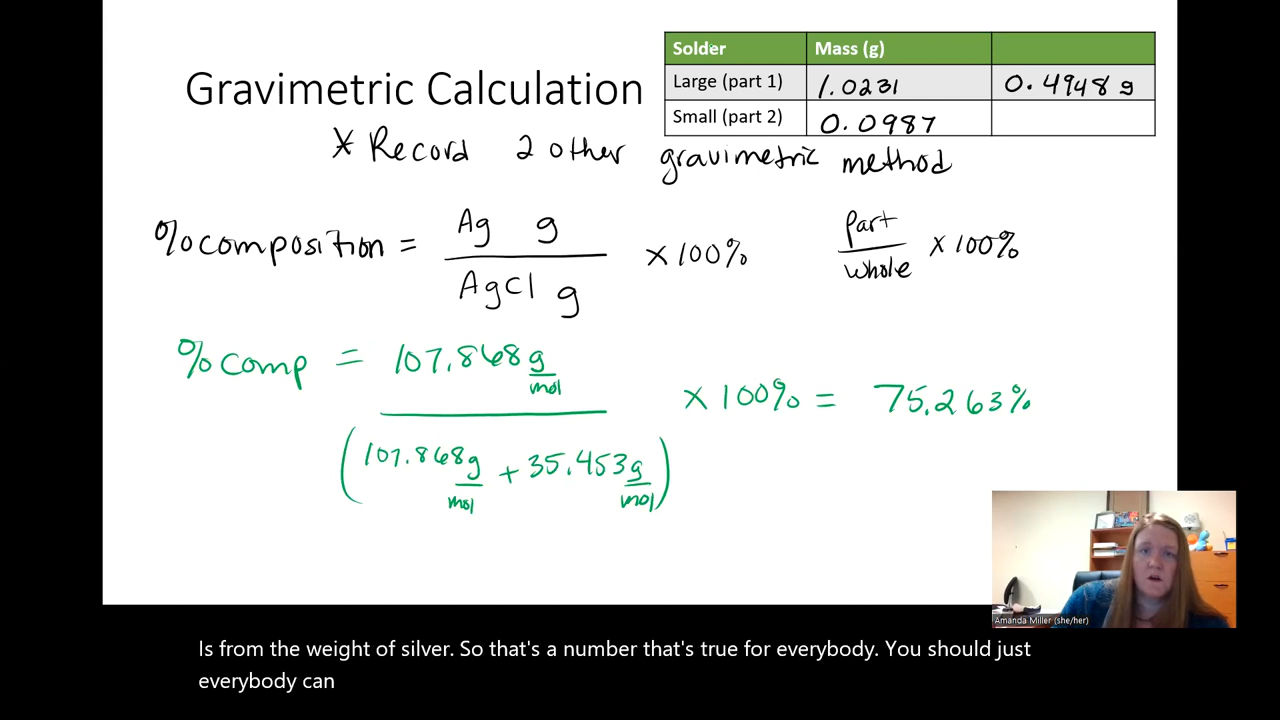 Solder Mass (g)
Large (part 1) 1.0231 0.4948 g
Small (part 2) 0.0987
Gravimetric Calculation
* Record 2 other gravimetric method
%composition = Ag g / AgCl g × 100%
part / whole × 100%
%comp = 107.868 g/mol / (107.868 g/mol + 35.453 g/mol) × 100% = 75.263%
Amanda Miller (she/her)
Is from the weight of silver. So that's a number that's true for everybody. You should just
everybody can